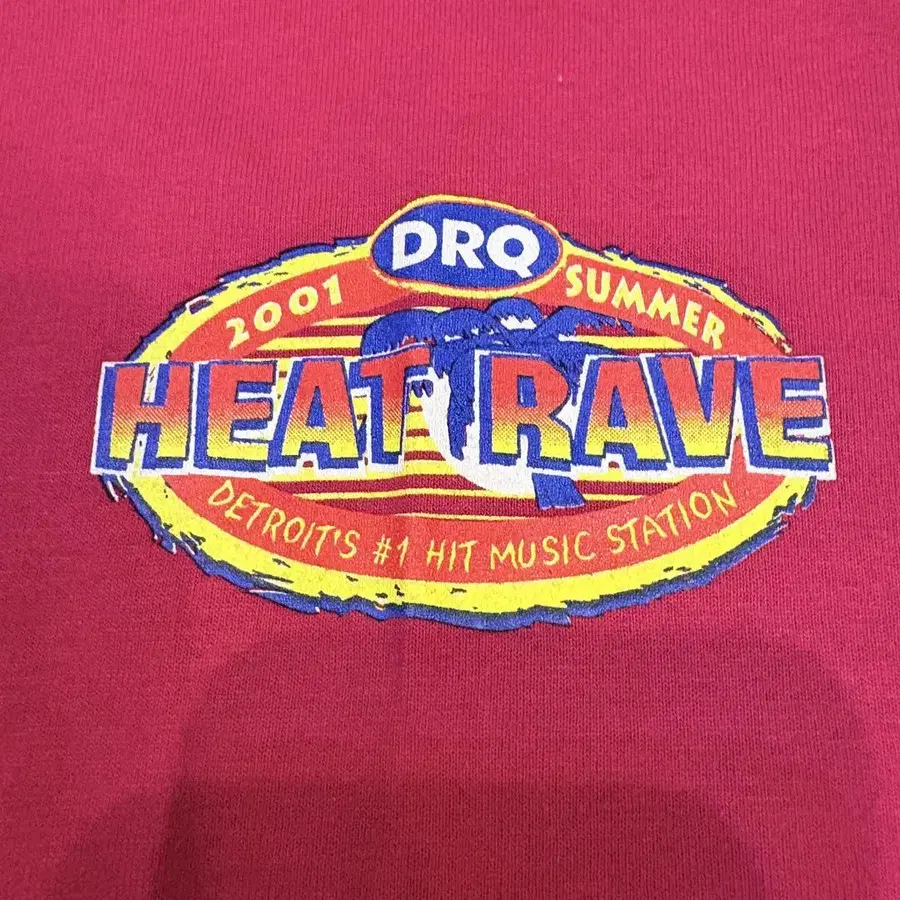 DRQ
2001 SUMMER
HEAT RAVE
DETROIT'S #1 HIT MUSIC STATION